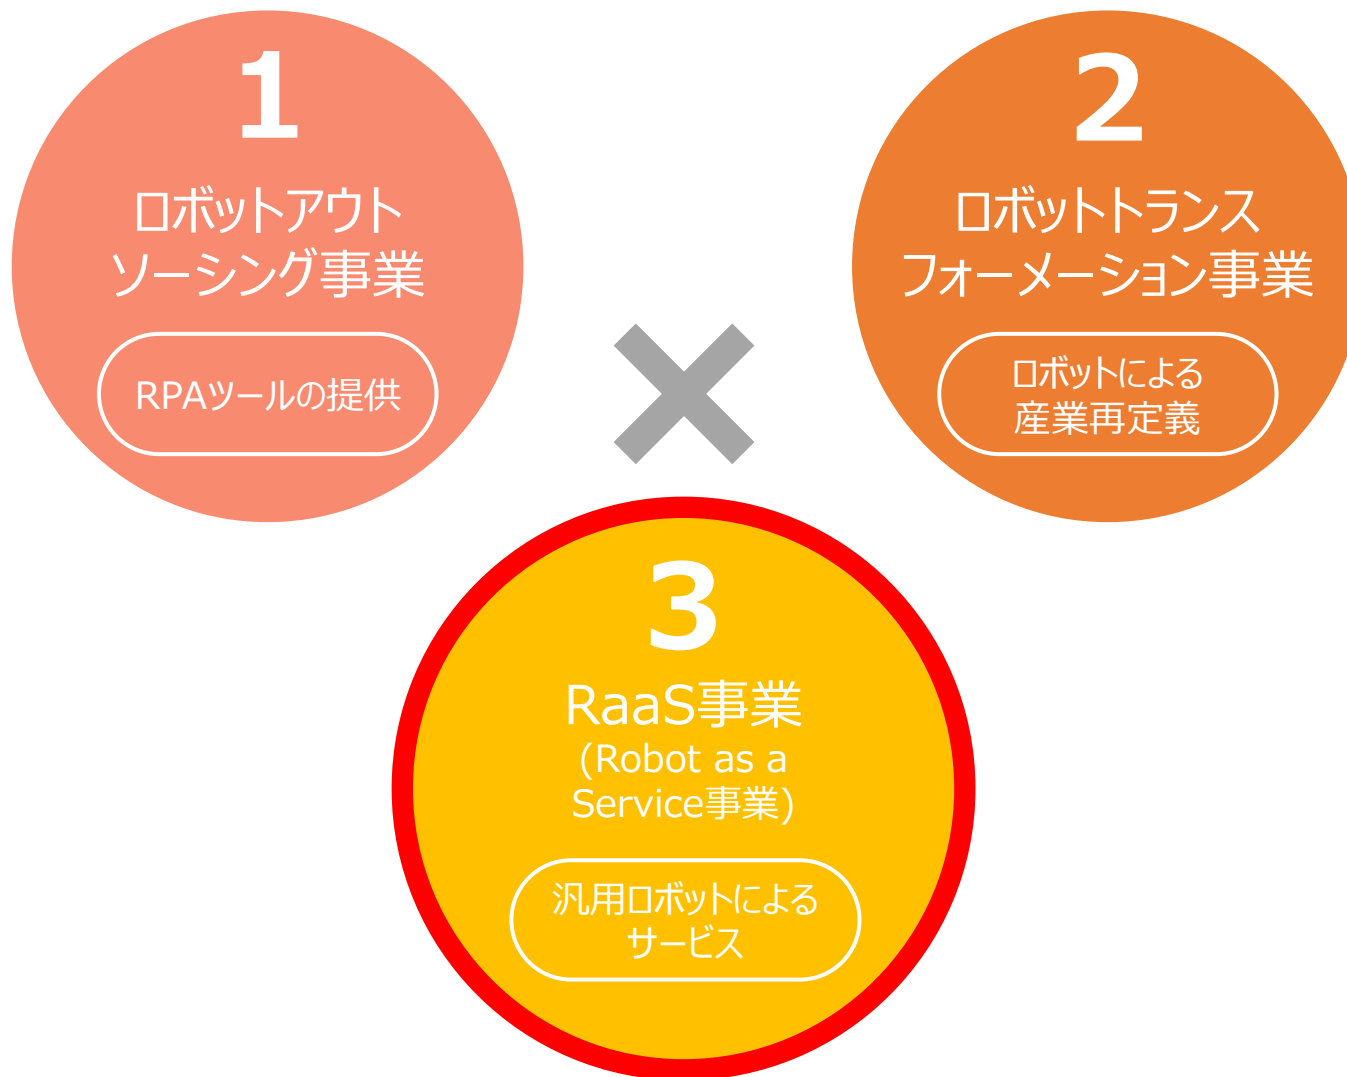 1
ロボットアウト
ソーシング事業
RPAツールの提供
2
ロボットトランス
フォーメーション事業
ロボットによる
産業再定義
3
RaaS事業
(Robot as a
Service事業)
汎用ロボットによる
サービス